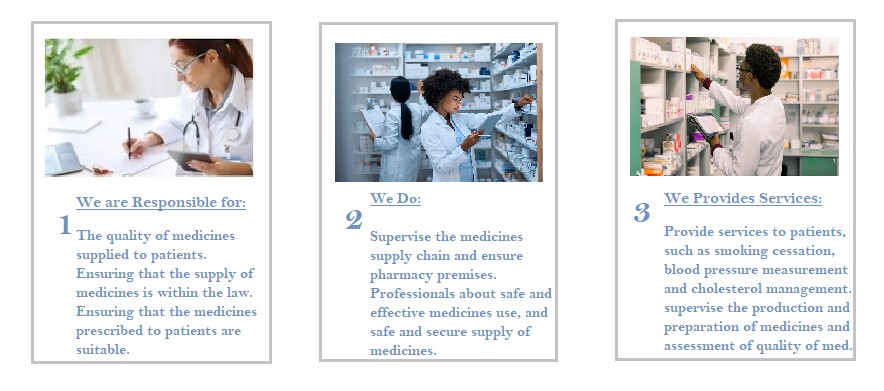 We are Responsible for:
1
The quality of medicines
supplied to patients.
Ensuring that the supply of
medicines is within the law.
Ensuring that the medicines
prescribed to patients are
suitable.
We Do:
2
Supervise the medicines
supply chain and ensure
pharmacy premises.
Professionals about safe and
effective medicines use, and
safe and secure supply of
medicines.
We Provides Services:
3
Provide services to patients,
such as smoking cessation,
blood pressure measurement
and cholesterol management.
supervise the production and
preparation of medicines and
assessment of quality of med.